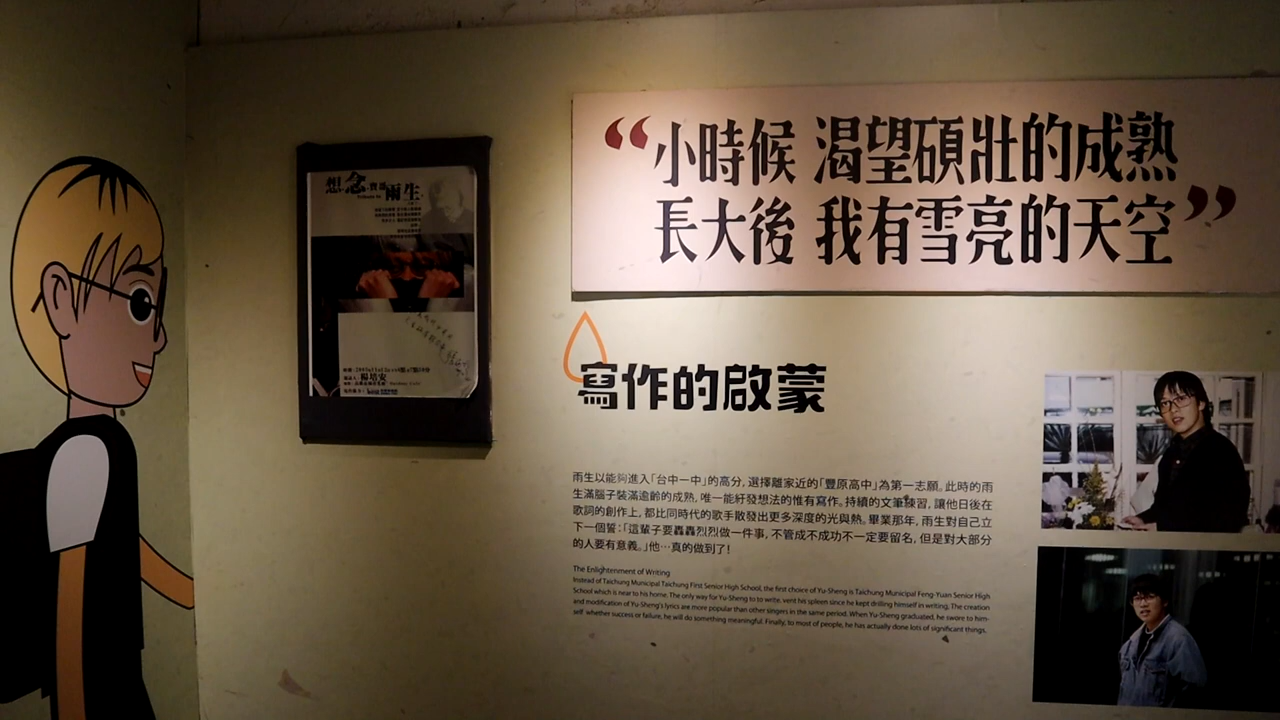 想念 雨生
楊培安
“小時候 渴望碩壯的成熟
長大後 我有雪亮的天空”
寫作的啟蒙
雨生以能夠進入「台中一中」的高分, 選擇離家近的「豐原高中」為第一志願。此時的雨
生滿腦子裝滿逾齡的成熟, 唯一能紓發想法的惟有寫作。持續的文筆練習, 讓他日後在
歌詞的創作上, 都比同時代的歌手散發出更多深度的光與熱。畢業那年, 雨生對自己立
下一個誓:「這輩子要轟轟烈烈做一件事, 不管成不成功不一定要留名, 但是對大部分
的人要有意義。」他…真的做到了!
The Enlightenment of Writing
Instead of Taichung Municipal Taichung First Senior High School, the first choice of Yu-Sheng is Taichung Municipal Feng-Yuan Senior High
School which is near to his home. The only way for Yu-Sheng to to write, vent his spleen since he kept drilling himself in writing. The creation
and modification of Yu-Sheng's lyrics are more popular than other singers in the same period. When Yu-Sheng graduated, he swore to him-
self whether success or failure, he will do something meaningful. Finally, to most of people, he has actually done lots of significant things.